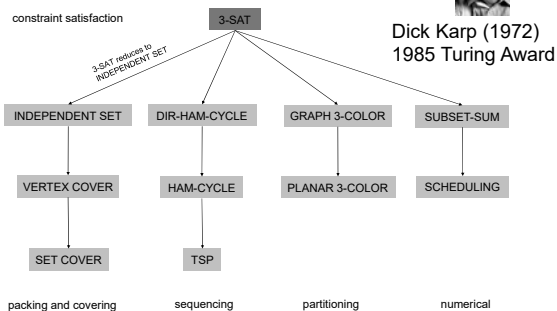 constraint satisfaction
3-SAT
Dick Karp (1972)
1985 Turing Award
3-SAT reduces to
INDEPENDENT SET
INDEPENDENT SET
DIR-HAM-CYCLE
GRAPH 3-COLOR
SUBSET-SUM
VERTEX COVER
HAM-CYCLE
PLANAR 3-COLOR
SCHEDULING
SET COVER
TSP
packing and covering
sequencing
partitioning
numerical